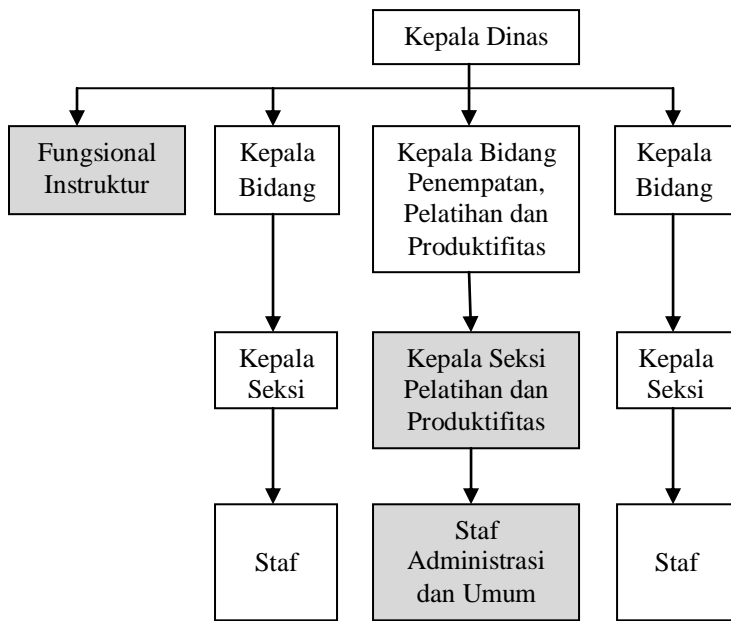 Kepala Dinas
Fungsional
Instruktur
Kepala
Bidang
Kepala Bidang
Penempatan,
Pelatihan dan
Produktifitas
Kepala
Bidang
Kepala
Seksi
Kepala Seksi
Pelatihan dan
Produktifitas
Kepala
Seksi
Staf
Staf
Administrasi
dan Umum
Staf